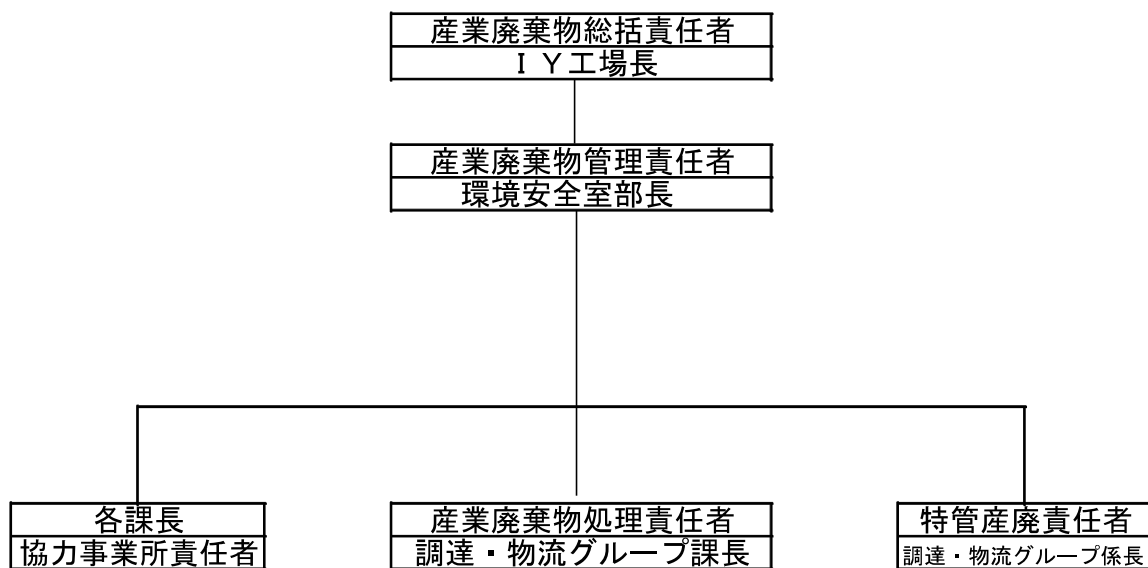 産業廃棄物総括責任者
ＩＹ工場長
産業廃棄物管理責任者
環境安全室部長
各課長
協力事業所責任者
産業廃棄物処理責任者
調達・物流グループ課長
特管産廃責任者
調達・物流グループ係長